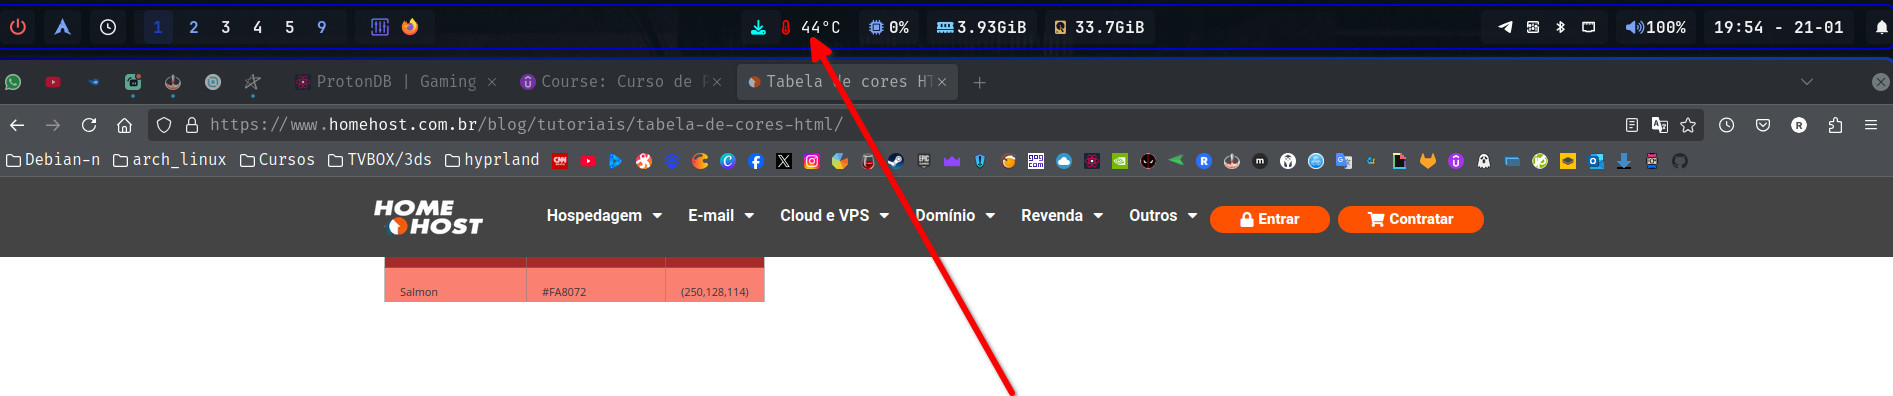 1 2 3 4 5 9 44°C 0% 3.93GiB 33.7GiB 100% 19:54 - 21-01
ProtonDB | Gaming Course: Curso de Tabela de cores HT
https://www.homehost.com.br/blog/tutoriais/tabela-de-cores-html/
Debian-n arch_linux Cursos TVBOX/3ds hyprland
HOME HOST Hospedagem E-mail Cloud e VPS Domínio Revenda Outros Entrar Contratar
Salmon #FA8072 (250,128,114)